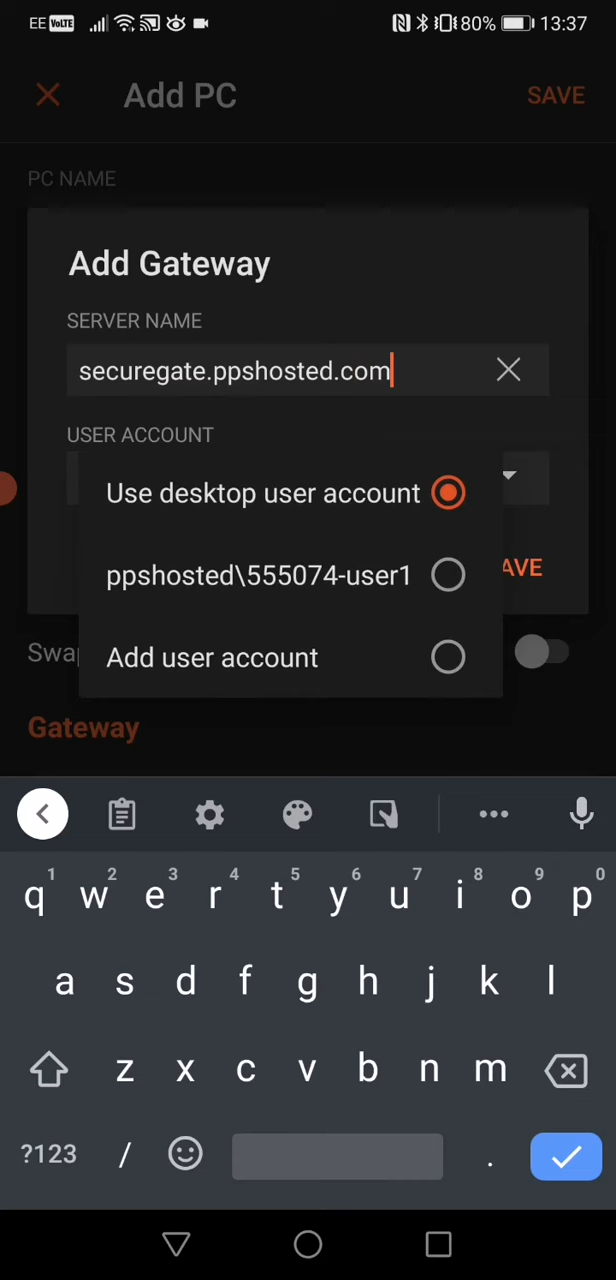 EE VoLTE 80% 13:37
Add PC SAVE
PC NAME
Add Gateway
SERVER NAME
securegate.ppshosted.com
USER ACCOUNT
Use desktop user account
ppshosted\555074-user1
AVE
Add user account
Swa
Gateway
1 2 3 4 5 6 7 8 9 0
q w e r t y u i o p
a s d f g h j k l
z x c v b n m
?123 / .